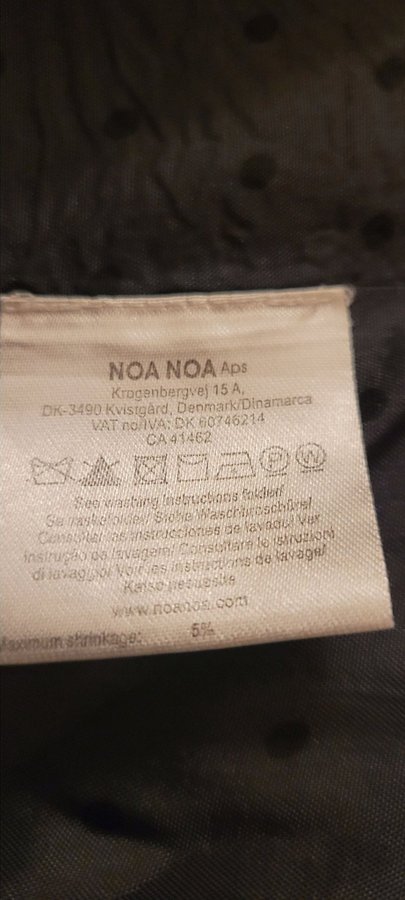 NOA NOA Aps
Krogenbergvej 15 A,
DK-3490 Kvistgård, Denmark/Dinamarca
VAT no/IVA: DK 60746214
CA 41462
P W
See washing instructions folder/
Se vaskefolder/ Siehe Waschbroschüre/
Consultar las instrucciones de lavado/ Ver
instrução de lavagem/ Consultare le istruzioni
di lavaggio/ Voir les instructions de lavage/
Katso pesuseite
www.noanoa.com
Maximum shrinkage: 5%